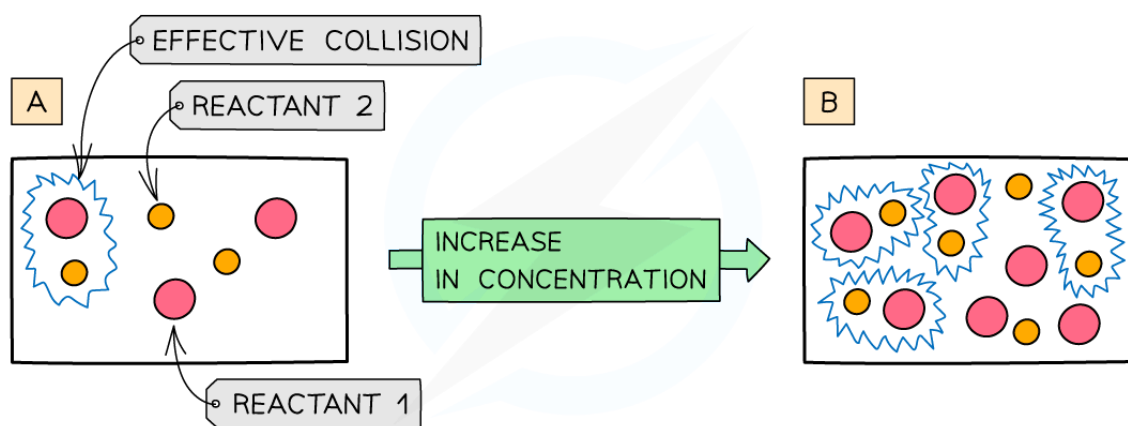 EFFECTIVE COLLISION
A
REACTANT 2
B
INCREASE
IN CONCENTRATION
REACTANT 1